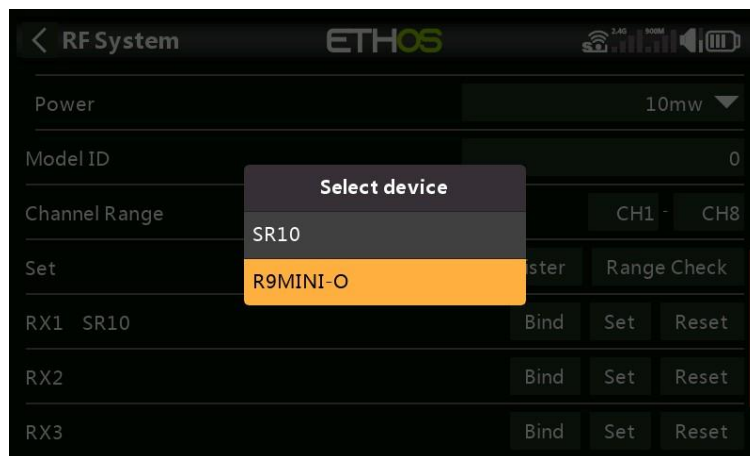 RF System ETHOS 2.4G 900M
Power 10mw
Model ID 0
Select device
Channel Range CH1 - CH8
SR10
Set ister Range Check
R9MINI-O
RX1 SR10 Bind Set Reset
RX2 Bind Set Reset
RX3 Bind Set Reset